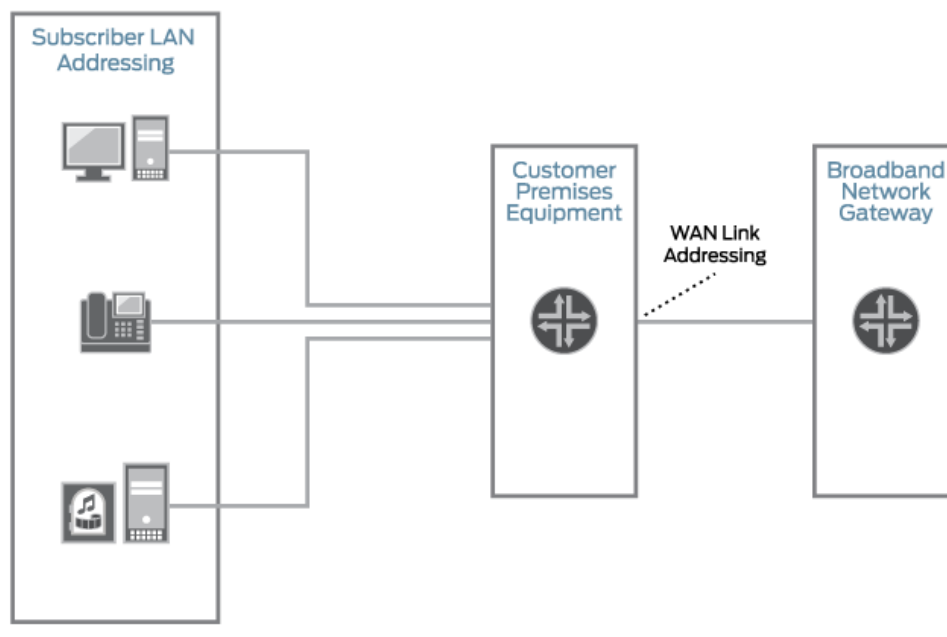 Subscriber LAN
Addressing
Customer
Premises
Equipment
WAN Link
Addressing
Broadband
Network
Gateway